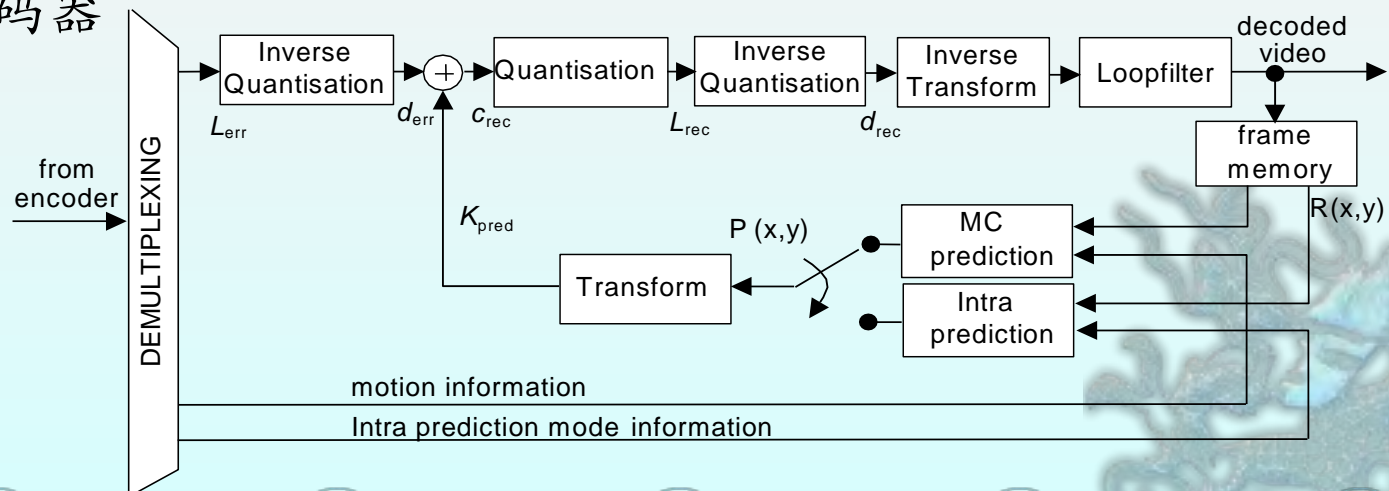 码器
Inverse
Quantisation
Quantisation
Inverse
Quantisation
Inverse
Transform
Loopfilter
decoded
video
L_err
d_err
+
c_rec
L_rec
d_rec
frame
memory
from
encoder
DEMULTIPLEXING
K_pred
P (x,y)
MC
prediction
R(x,y)
Transform
Intra
prediction
motion information
Intra prediction mode information